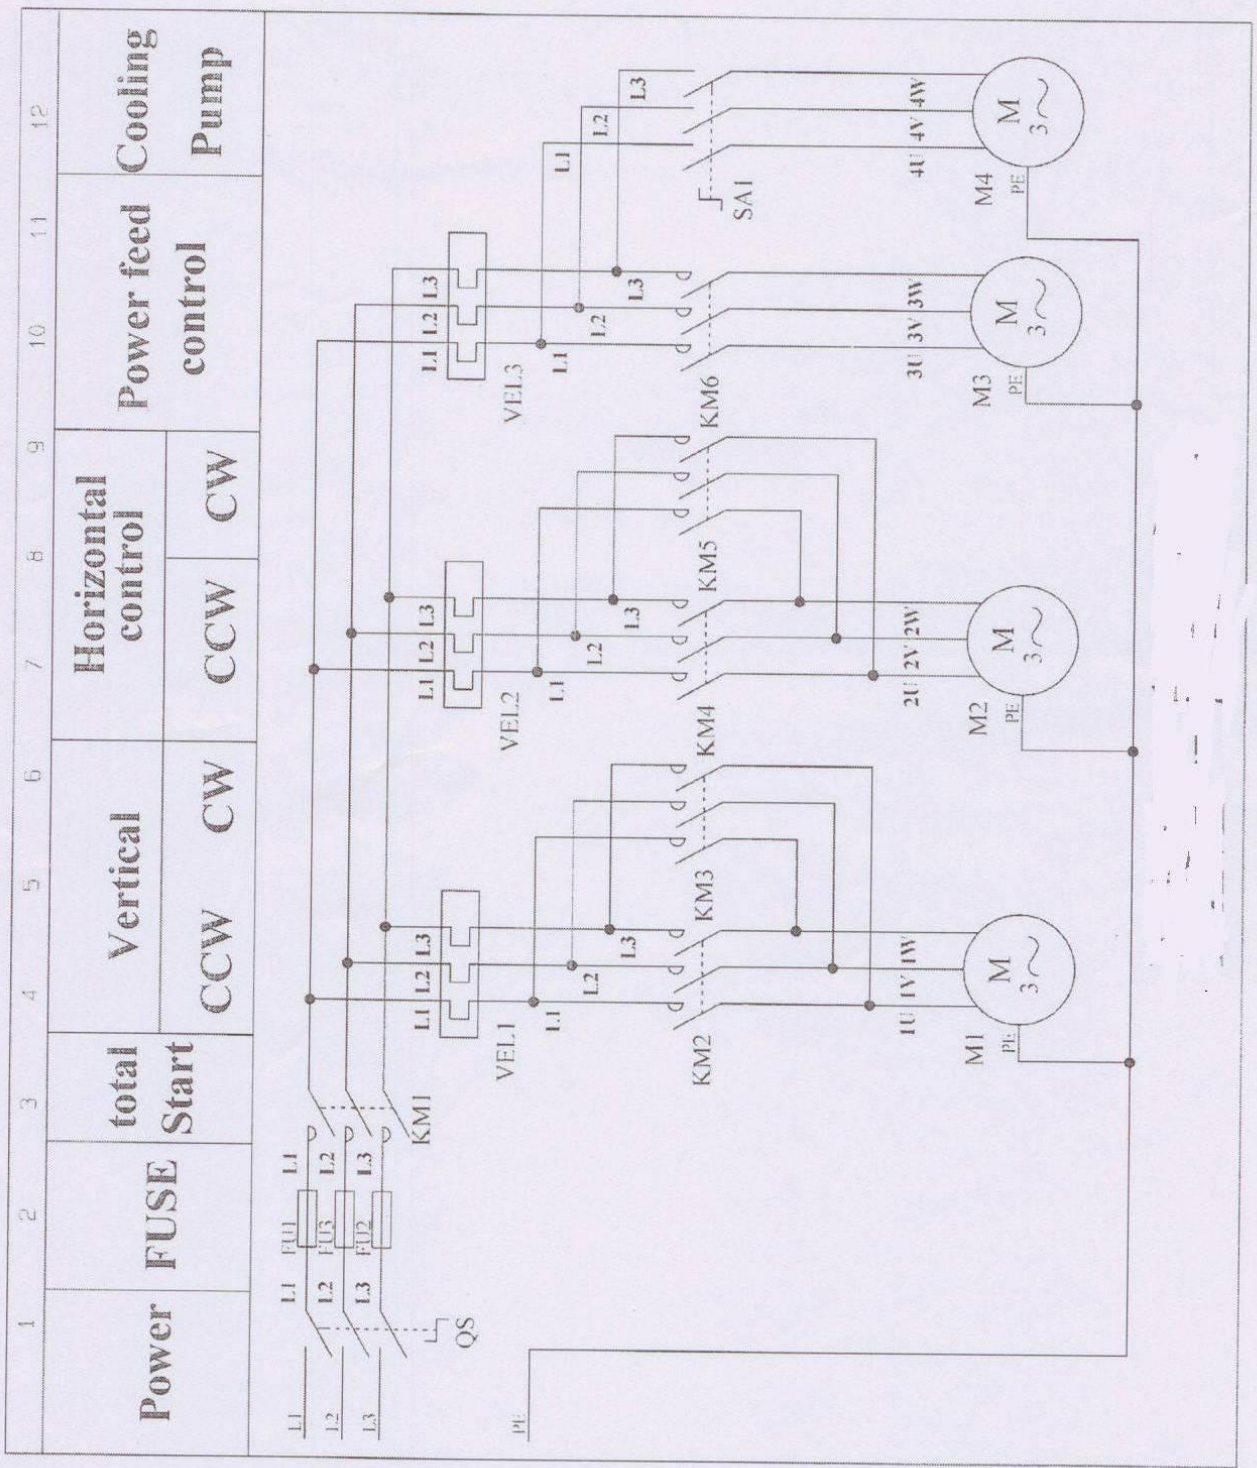 1 2 3 4 5 6 7 8 9 10 11 12
Power
FUSE
total
Start
Vertical
CCW CW
Horizontal
control
CCW CW
Power feed
control
Cooling
Pump
L1 L1 L1
L2 L2 L2
L3 L3 L3
FU1
FU3
FU2
QS
KM1
PE
L1 L2 L3
VEL1
L1 L2 L3
KM2 KM3
1U 1V 1W
M1
PE
M
3~
L1 L2 L3
VEL2
L1 L2 L3
KM4 KM5
2U 2V 2W
M2
PE
M
3~
L1 L2 L3
VEL3
L1 L2 L3
KM6
3U 3V 3W
M3
PE
M
3~
L1 L2 L3
SA1
4U 4V 4W
M4
PE
M
3~